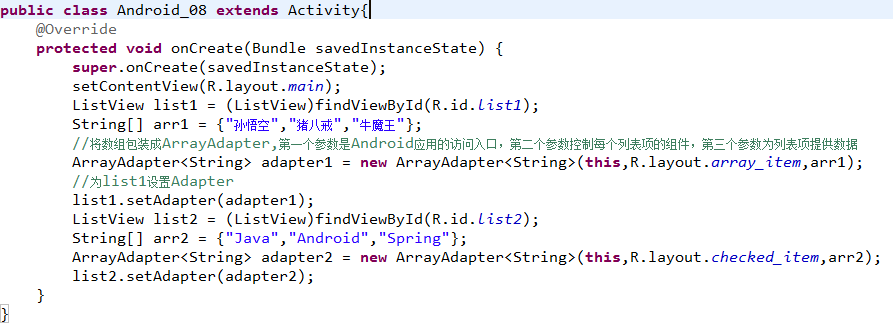 public class Android_08 extends Activity{
@Override
protected void onCreate(Bundle savedInstanceState) {
super.onCreate(savedInstanceState);
setContentView(R.layout.main);
ListView list1 = (ListView)findViewById(R.id.list1);
String[] arr1 = {"孙悟空","猪八戒","牛魔王"};
//将数组包装成ArrayAdapter,第一个参数是Android应用的访问入口，第二个参数控制每个列表项的组件，第三个参数为列表项提供数据
ArrayAdapter<String> adapter1 = new ArrayAdapter<String>(this,R.layout.array_item,arr1);
//为list1设置Adapter
list1.setAdapter(adapter1);
ListView list2 = (ListView)findViewById(R.id.list2);
String[] arr2 = {"Java","Android","Spring"};
ArrayAdapter<String> adapter2 = new ArrayAdapter<String>(this,R.layout.checked_item,arr2);
list2.setAdapter(adapter2);
}
}